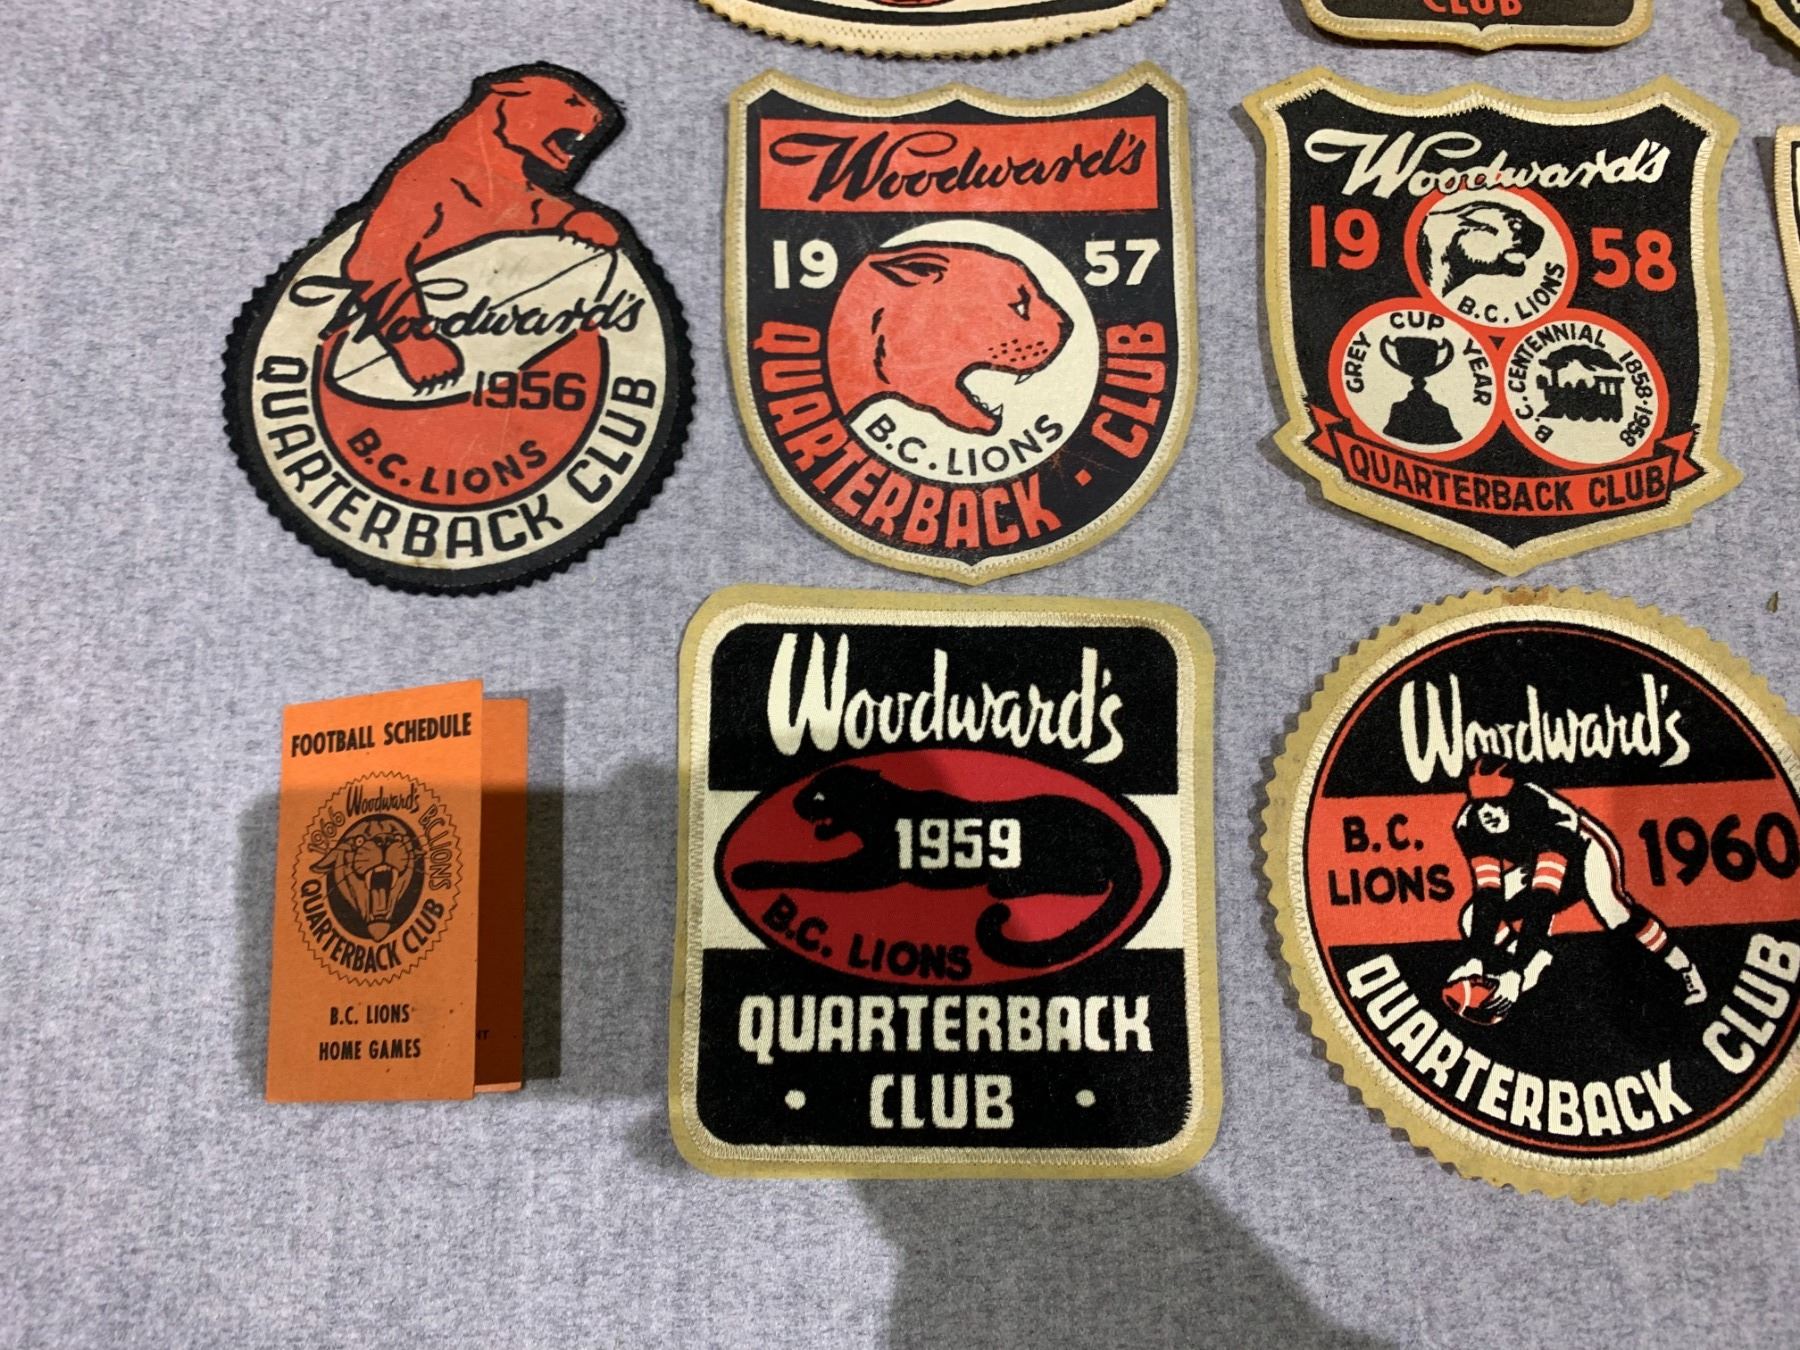 CLUB
Woodward's
1956
B.C. LIONS
QUARTERBACK CLUB
Woodward's
19 57
B.C. LIONS
QUARTERBACK · CLUB
Woodward's
19 58
B.C. LIONS
GREY CUP YEAR
B.C. CENTENNIAL 1858·1958
QUARTERBACK CLUB
FOOTBALL SCHEDULE
1966 Woodward's B.C. LIONS
QUARTERBACK CLUB
B.C. LIONS
HOME GAMES
HT
Woodward's
1959
B.C. LIONS
QUARTERBACK
· CLUB ·
Woodward's
B.C.
LIONS
1960
QUARTERBACK CLUB